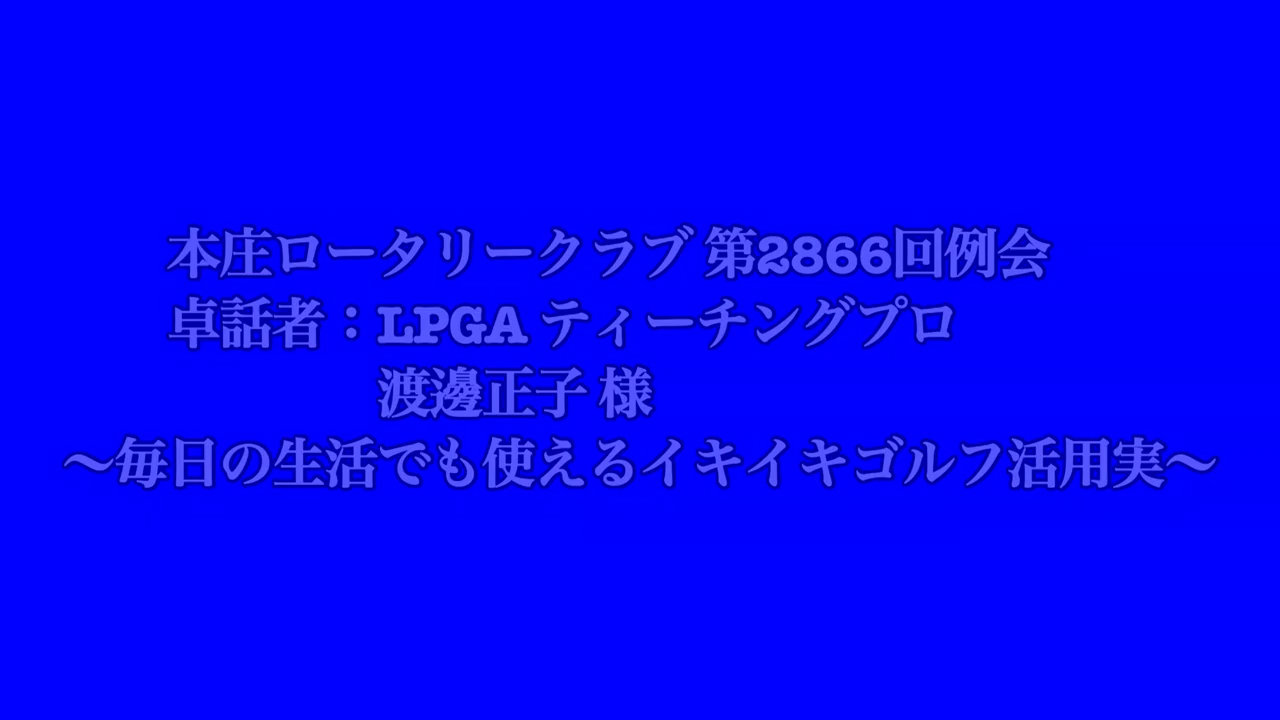 本庄ロータリークラブ 第2866回例会
卓話者：LPGA ティーチングプロ
渡邊正子 様
〜毎日の生活でも使えるイキイキゴルフ活用実〜